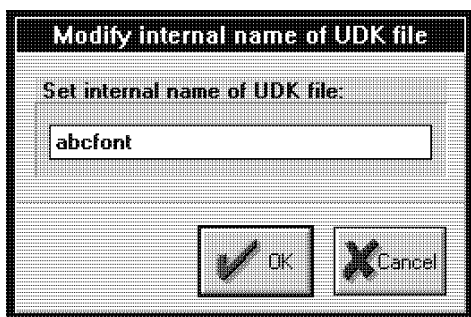 Modify internal name of UDK file
Set internal name of UDK file:
abcfont
OK Cancel